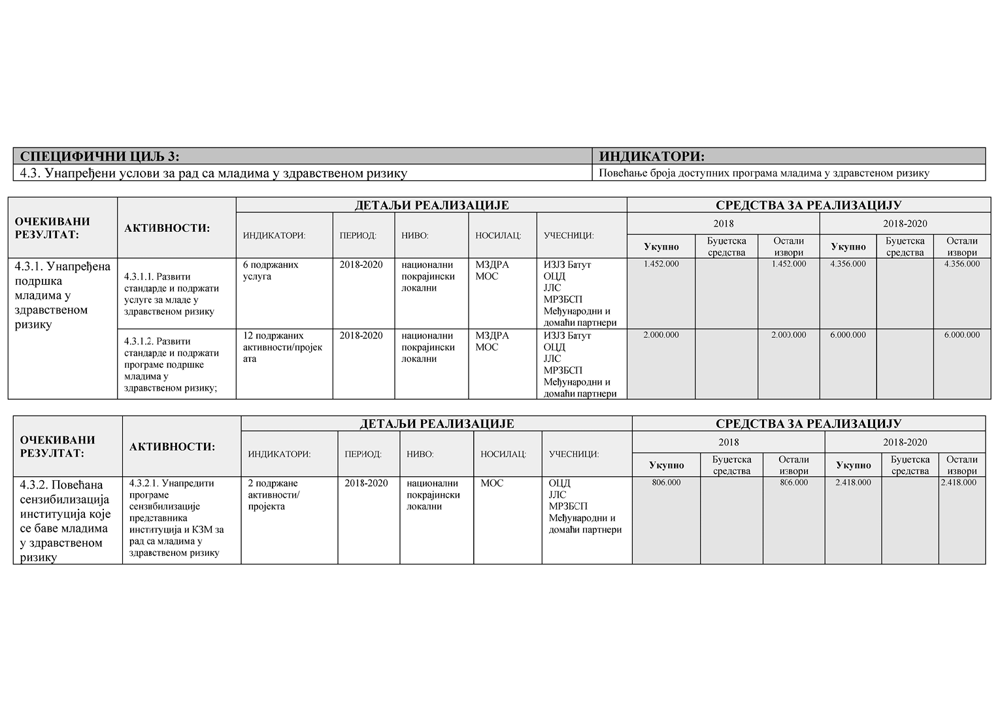 СПЕЦИФИЧНИ ЦИЉ 3:
ИНДИКАТОРИ:
4.3. Унапређени услови за рад са младима у здравственом ризику
Повећање броја доступних програма младима у здравстеном ризику
ОЧЕКИВАНИ
РЕЗУЛТАТ:
АКТИВНОСТИ:
ДЕТАЉИ РЕАЛИЗАЦИЈЕ
СРЕДСТВА ЗА РЕАЛИЗАЦИЈУ
ИНДИКАТОРИ:
ПЕРИОД:
НИВО:
НОСИЛАЦ:
УЧЕСНИЦИ:
2018
2018-2020
Укупно
Буџетска
средства
Остали
извори
Укупно
Буџетска
средства
Остали
извори
4.3.1. Унапређена
подршка
младима у
здравственом
ризику
4.3.1.1. Развити
стандарде и подржати
услуге за младе у
здравственом ризику
6 подржаних
услуга
2018-2020
национални
покрајински
локални
МЗДРА
МОС
ИЗЈЗ Батут
ОЦД
ЈЛС
МРЗБСП
Међународни и
домаћи партнери
1.452.000
1.452.000
4.356.000
4.356.000
4.3.1.2. Развити
стандарде и подржати
програме подршке
младима у
здравственом ризику;
12 подржаних
активности/пројек
ата
2018-2020
национални
покрајински
локални
МЗДРА
МОС
ИЗЈЗ Батут
ОЦД
ЈЛС
МРЗБСП
Међународни и
домаћи партнери
2.000.000
2.000.000
6.000.000
6.000.000
ОЧЕКИВАНИ
РЕЗУЛТАТ:
АКТИВНОСТИ:
ДЕТАЉИ РЕАЛИЗАЦИЈЕ
СРЕДСТВА ЗА РЕАЛИЗАЦИЈУ
ИНДИКАТОРИ:
ПЕРИОД:
НИВО:
НОСИЛАЦ:
УЧЕСНИЦИ:
2018
2018-2020
Укупно
Буџетска
средства
Остали
извори
Укупно
Буџетска
средства
Остали
извори
4.3.2. Повећана
сензибилизација
институција које
се баве младима
у здравственом
ризику
4.3.2.1. Унапредити
програме
сензибилизације
представника
институција и КЗМ за
рад са младима у
здравственом ризику
2 подржане
активности/
пројекта
2018-2020
национални
покрајински
локални
МОС
ОЦД
ЈЛС
МРЗБСП
Међународни и
домаћи партнери
806.000
806.000
2.418.000
2.418.000